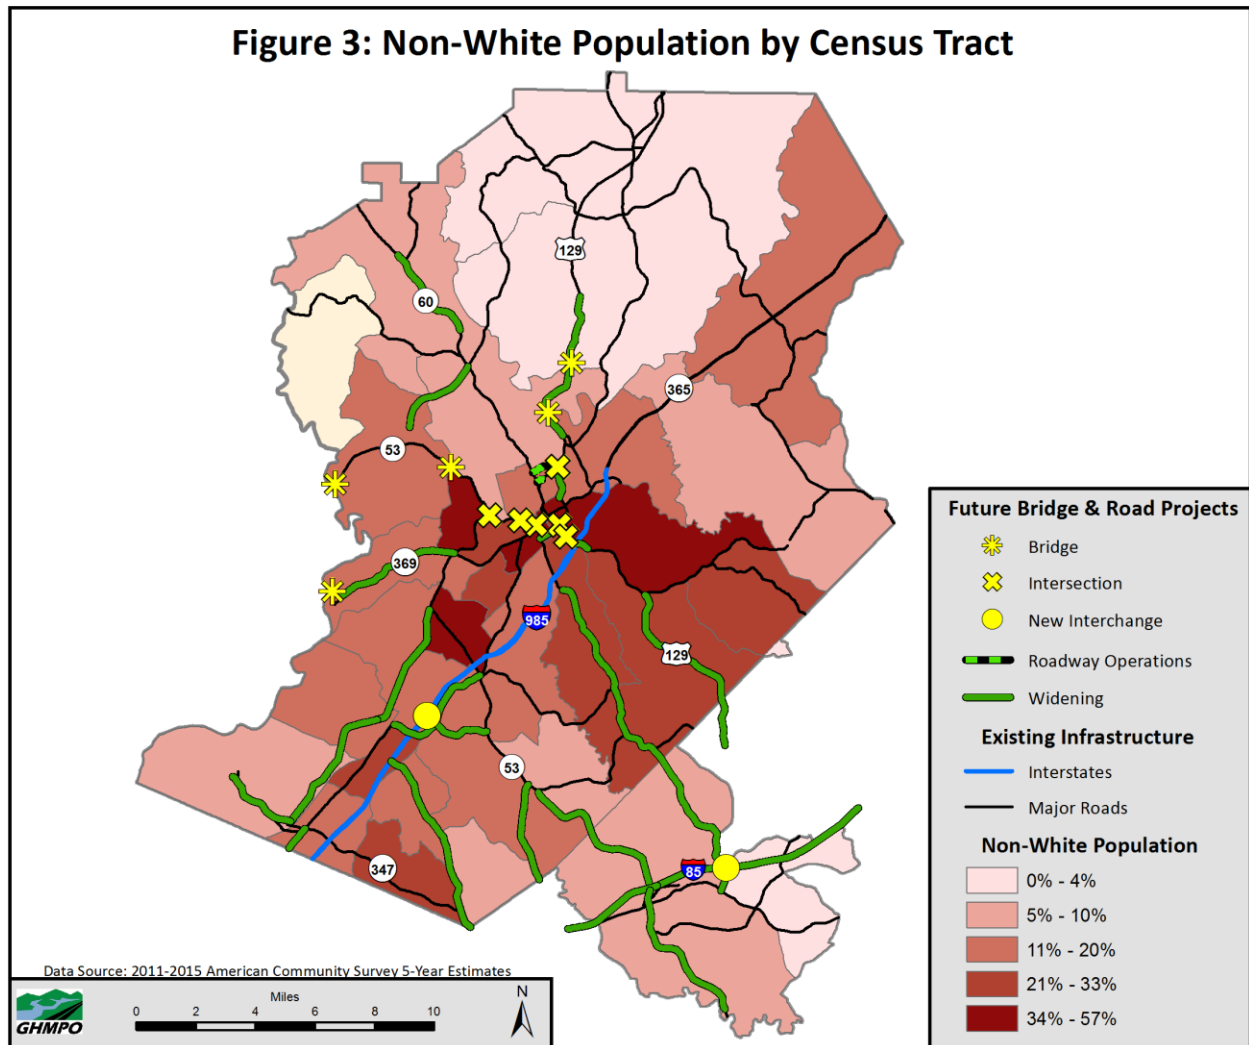 Figure 3: Non-White Population by Census Tract
129
60
365
53
369
985
129
53
347
85
Future Bridge & Road Projects
Bridge
Intersection
New Interchange
Roadway Operations
Widening
Existing Infrastructure
Interstates
Major Roads
Non-White Population
0% - 4%
5% - 10%
11% - 20%
21% - 33%
34% - 57%
Data Source: 2011-2015 American Community Survey 5-Year Estimates
GHMPO
Miles
0 2 4 6 8 10
N